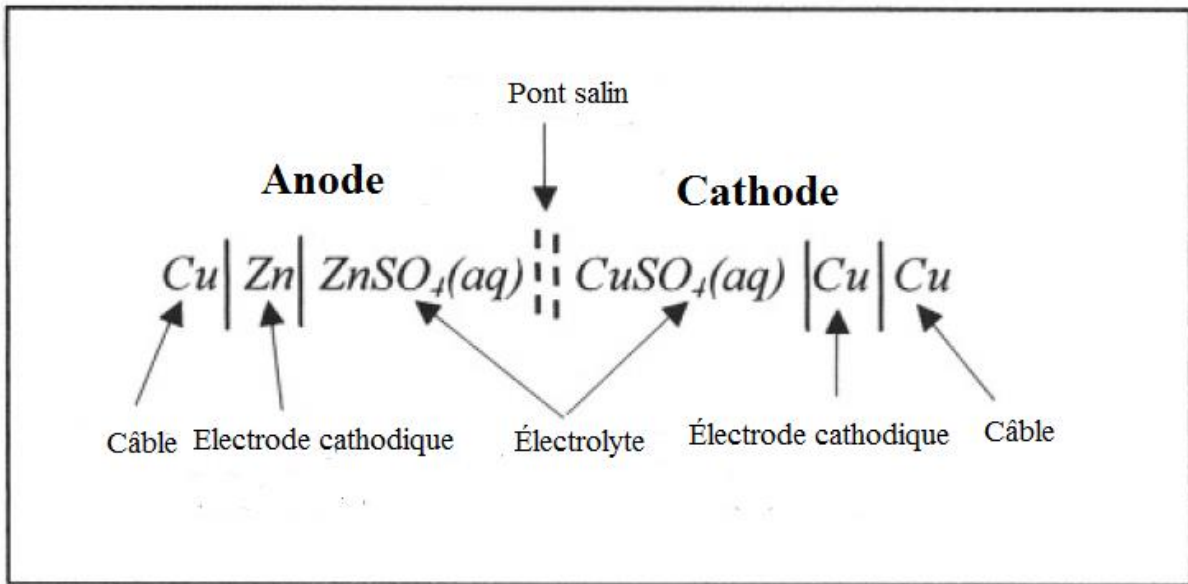 Pont salin
Anode Cathode
Cu| Zn| ZnSO₄(aq) ¦¦ CuSO₄(aq) |Cu| Cu
Câble Electrode cathodique Électrolyte Électrode cathodique Câble